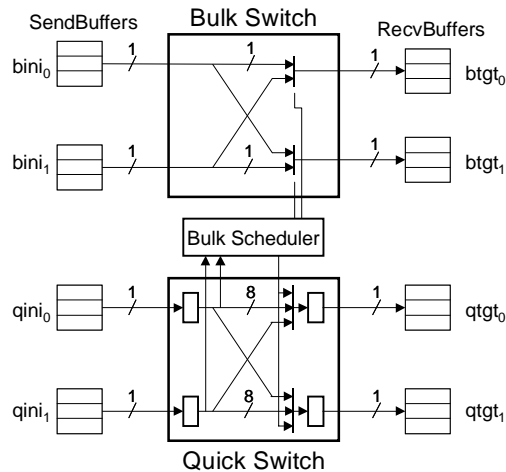 SendBuffers Bulk Switch RecvBuffers
bini0 1 1 1 btgt0
bini1 1 1 1 btgt1
Bulk Scheduler
qini0 1 8 1 qtgt0
qini1 1 8 1 qtgt1
Quick Switch